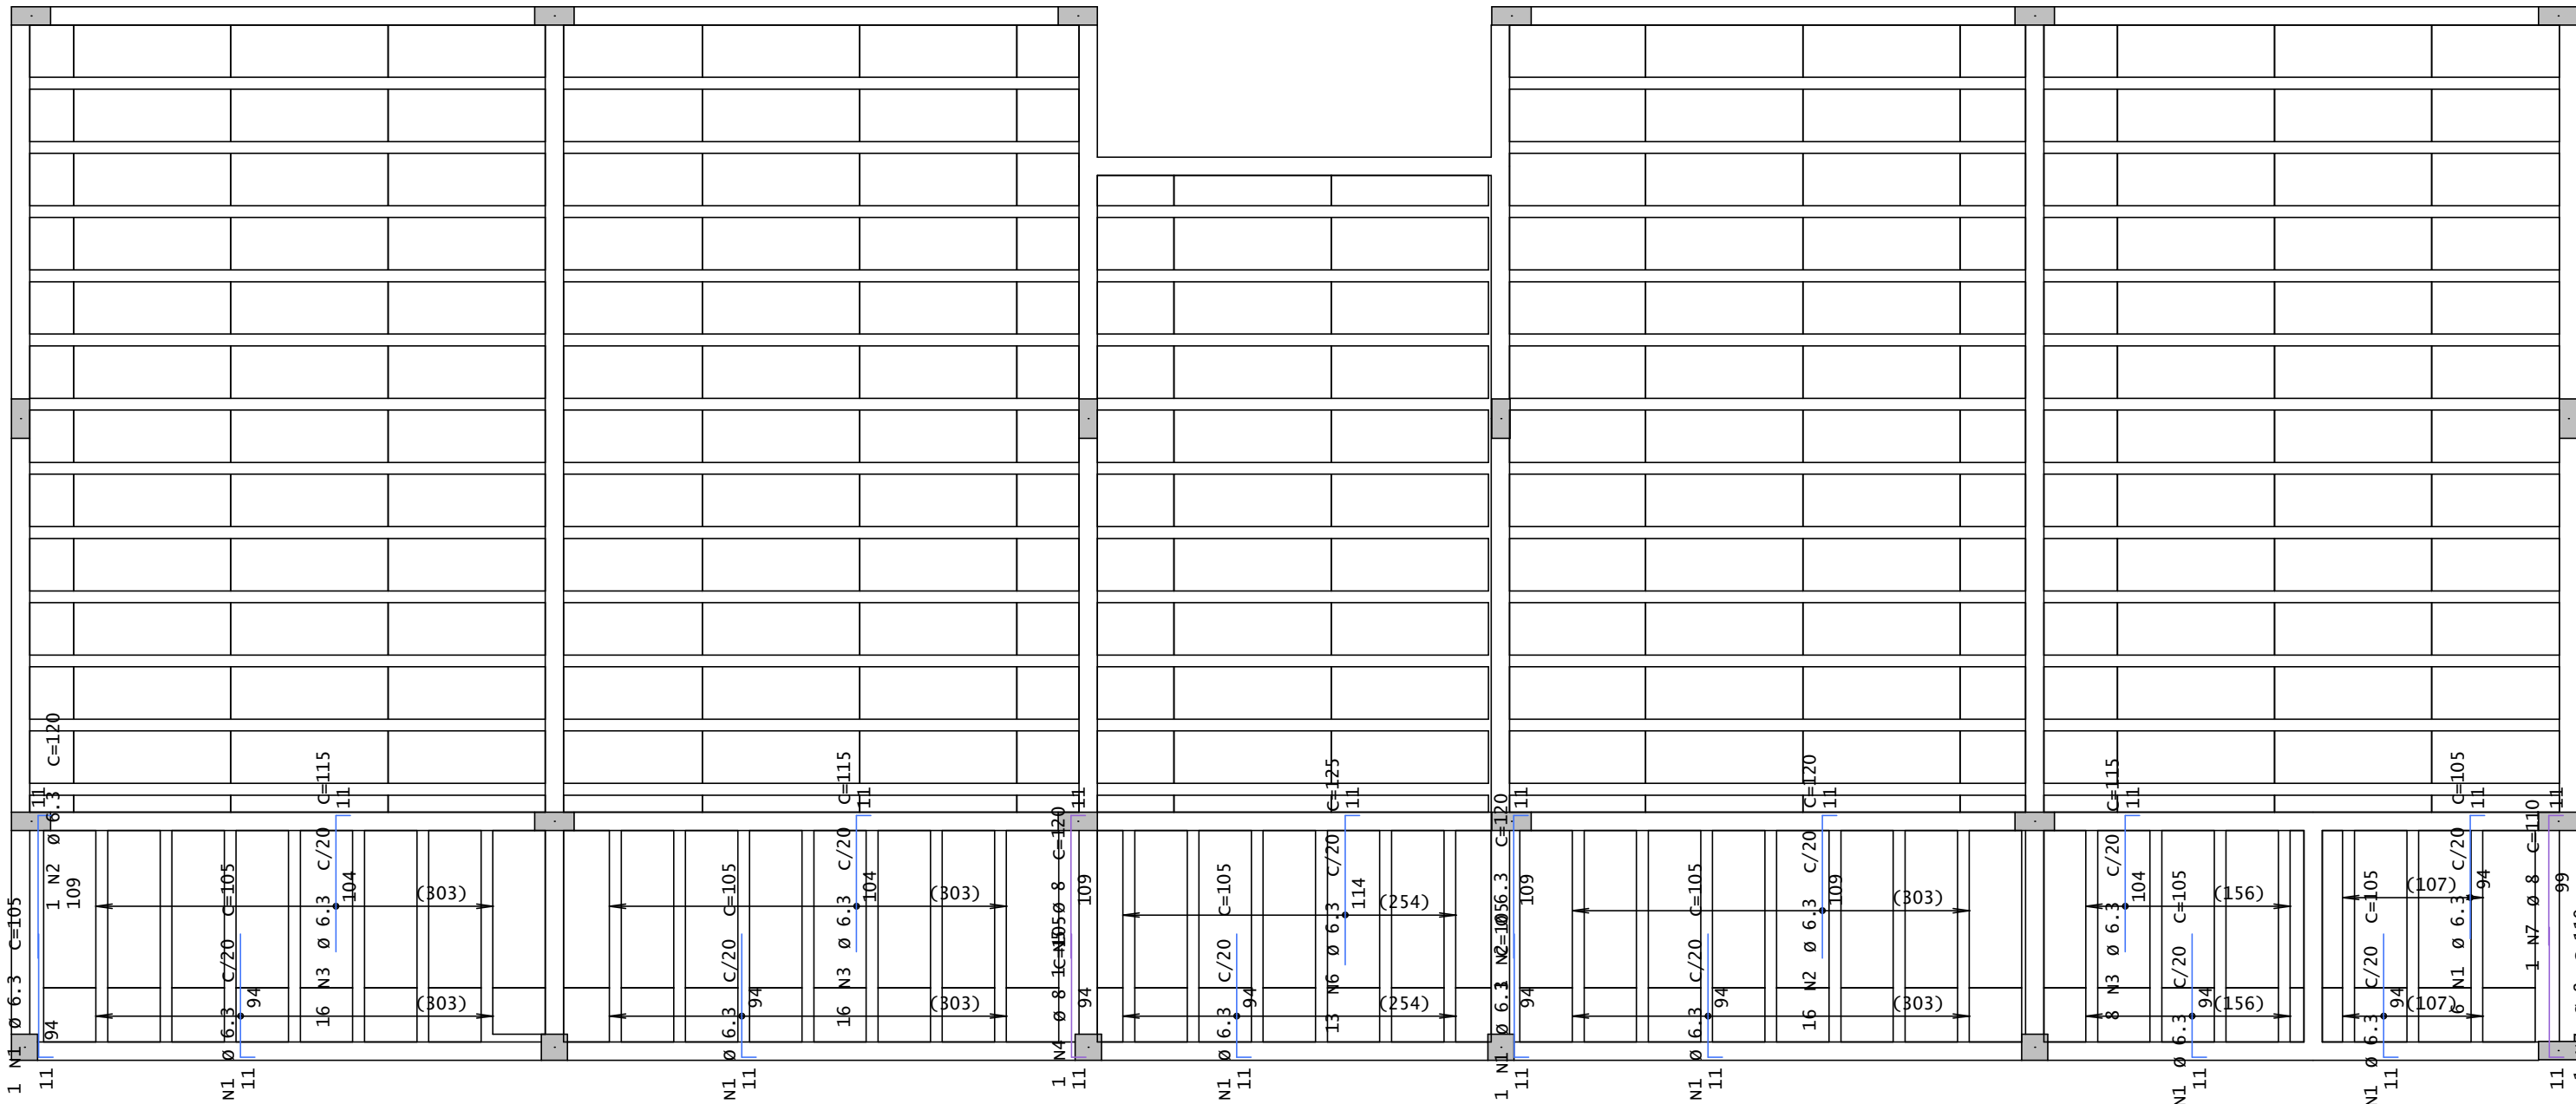 1 N2 Ø 6.3 C=120
109
11
16 N3 Ø 6.3 C/20 C=115
104
11
(303)
16 N3 Ø 6.3 C/20 C=115
104
11
(303)
C=120
109
11
13 N6 Ø 6.3 C/20 C=125
114
11
(254)
109
11
16 N2 Ø 6.3 C/20 C=120
109
11
(303)
8 N3 Ø 6.3 C/20 C=115
104
11
(156)
6 N1 Ø 6.3 C/20 C=105
94
11
(107)
1 N7 Ø 8 C=110
99
11
1 N1 Ø 6.3 C=105
94
11
N1 Ø 6.3 C/20 C=105
94
11
(303)
N1 Ø 6.3 C/20 C=105
94
11
(303)
1 N4 Ø 8
94
11
N1 Ø 6.3 C/20 C=105
94
11
(254)
1 N1 Ø 6.3
94
11
N1 Ø 6.3 C/20 C=105
94
11
(303)
N1 Ø 6.3 C/20 C=105
94
11
(156)
N1 Ø 6.3 C/20 C=105
94
11
(107)
11